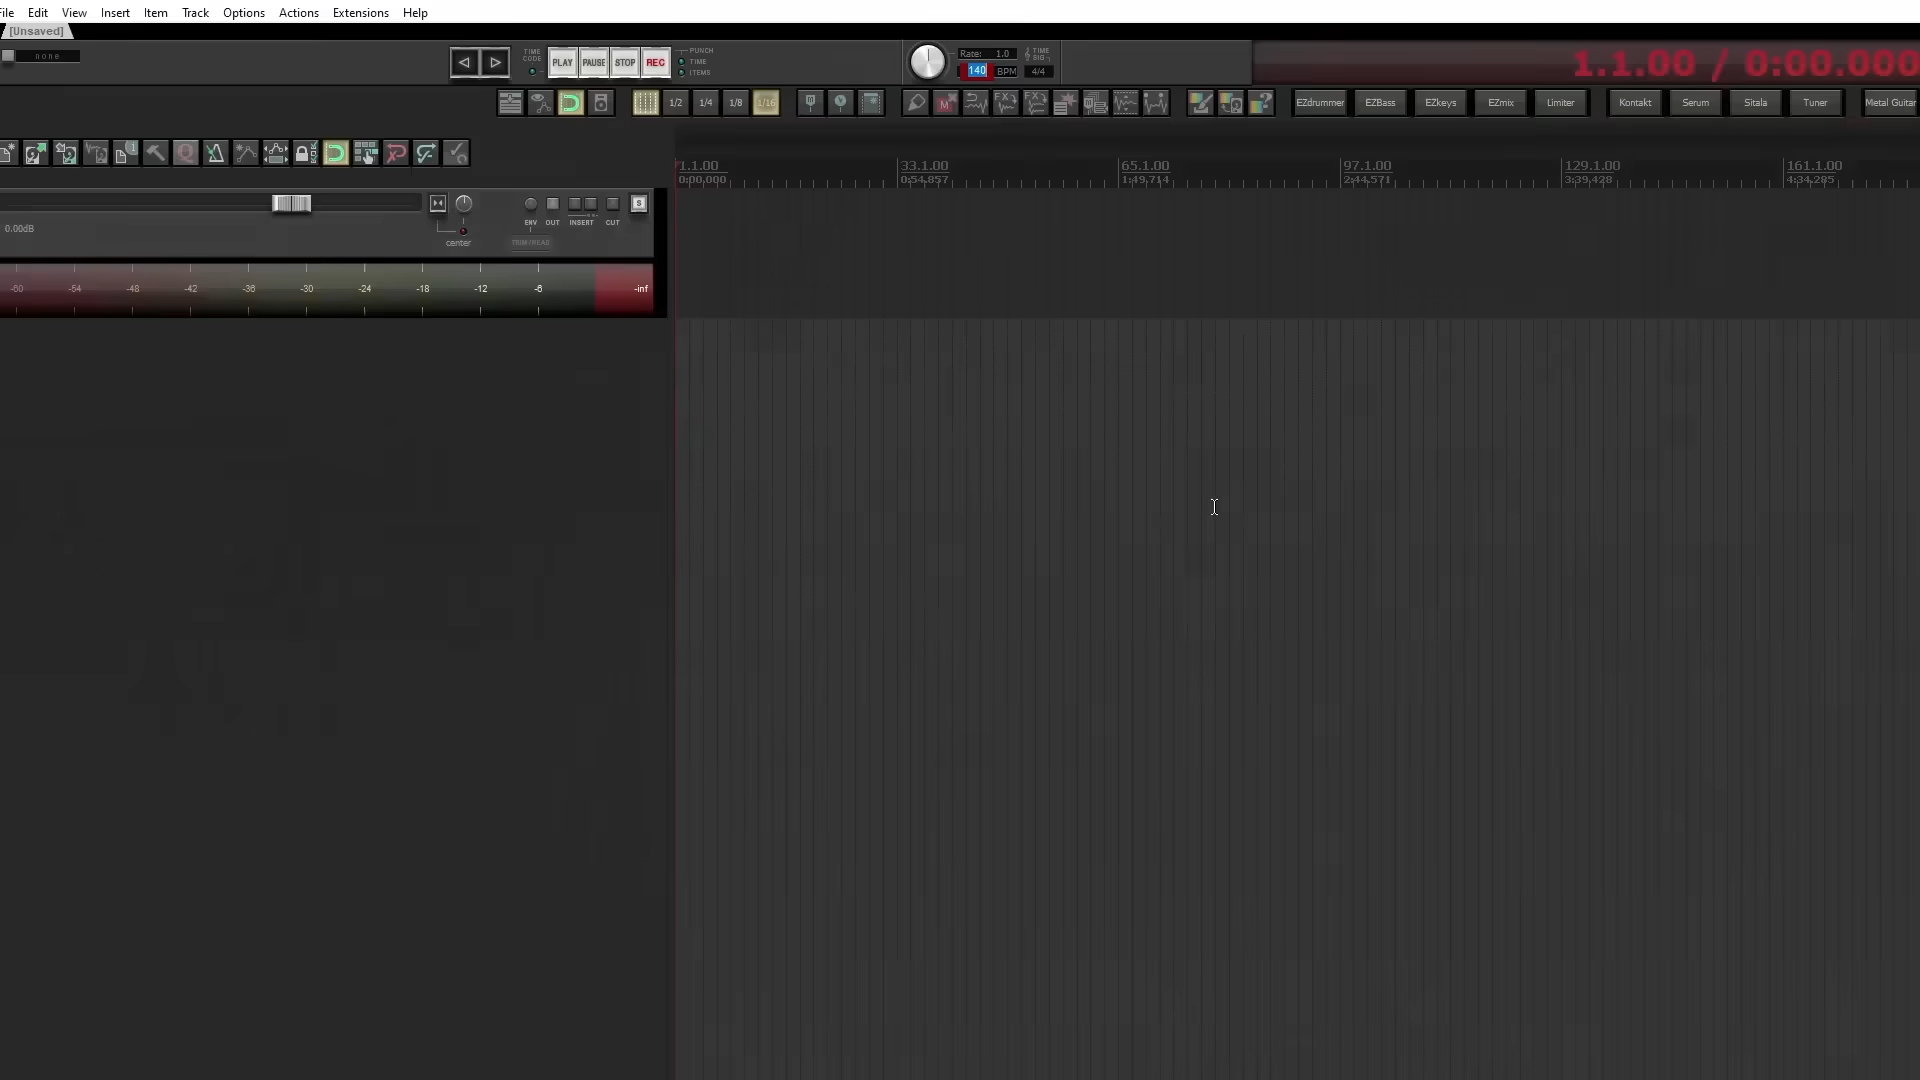 File Edit View Insert Item Track Options Actions Extensions Help
[Unsaved]
none
TIME CODE
PLAY PAUSE STOP REC
PUNCH
TIME
ITEMS
Rate: 1.0
140 BPM
TIME SIG
4/4
1.1.00 / 0:00.000
1/2 1/4 1/8 1/16
EZdrummer EZBass EZkeys EZmix Limiter Kontakt Serum Sitala Tuner Metal Guitar
1.1.00 33.1.00 65.1.00 97.1.00 129.1.00 161.1.00
0:00.000 0:54.857 1:49.714 2:44.571 3:39.428 4:34.285
S
ENV OUT INSERT CUT
0.00dB
center
TRIM/READ
-60 -54 -48 -42 -36 -30 -24 -18 -12 -6 -inf